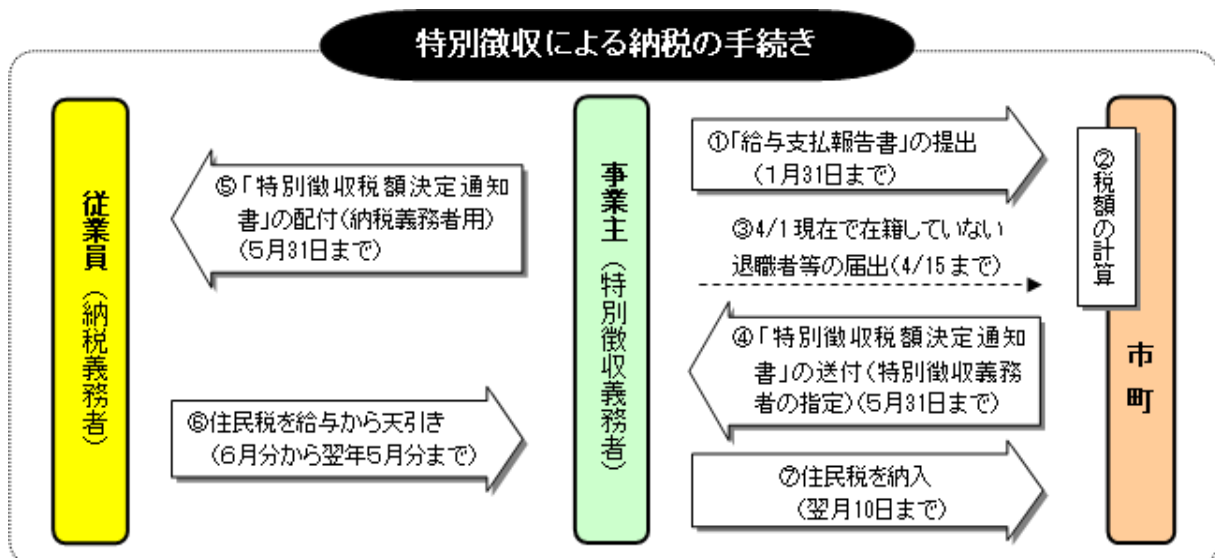 特別徴収による納税の手続き
従業員（納税義務者）
事業主（特別徴収義務者）
市町
①「給与支払報告書」の提出
（1月31日まで）
②税額の計算
③4/1現在で在籍していない
退職者等の届出(4/15まで)
④「特別徴収税額決定通知
書」の送付(特別徴収義務
者の指定)(5月31日まで)
⑤「特別徴収税額決定通知
書」の配付(納税義務者用)
(5月31日まで)
⑥住民税を給与から天引き
（6月分から翌年5月分まで）
⑦住民税を納入
（翌月10日まで）